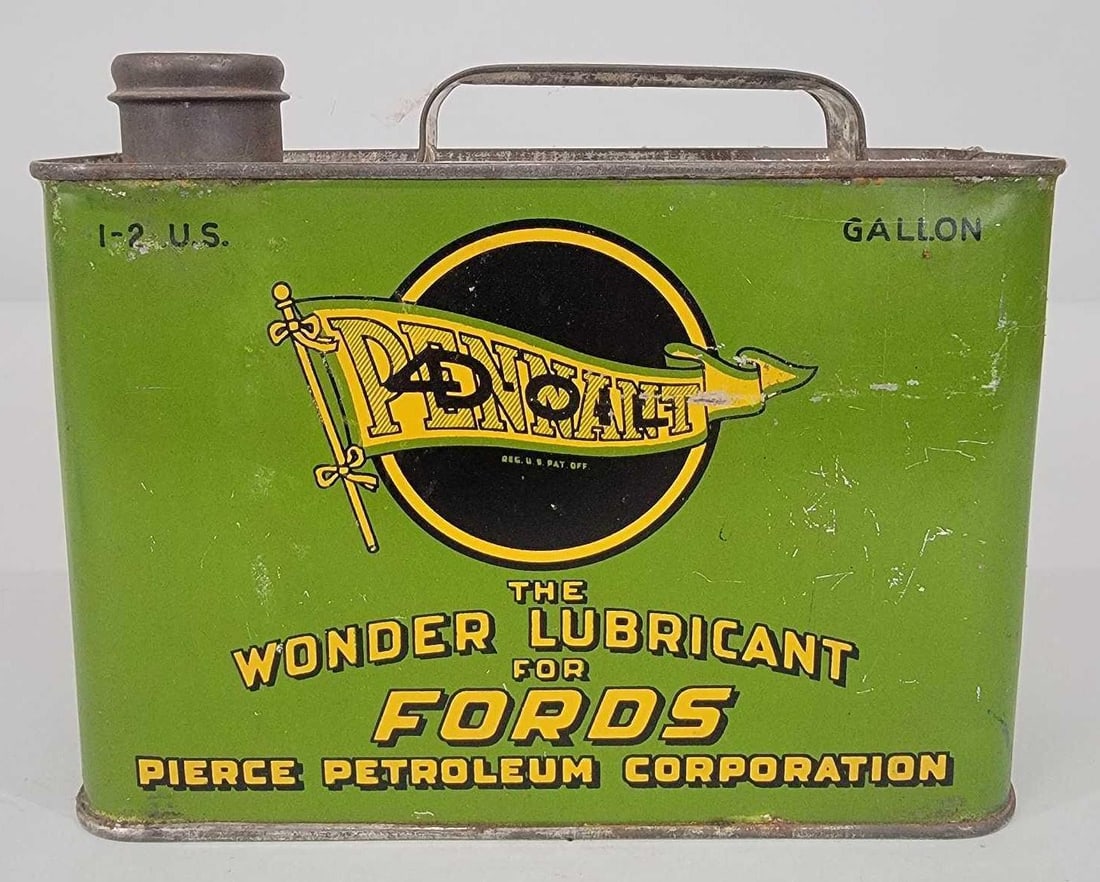 1-2 U.S. GALLON
PENNANT
4D OIL
REG. U.S. PAT. OFF.
THE
WONDER LUBRICANT
FOR
FORDS
PIERCE PETROLEUM CORPORATION